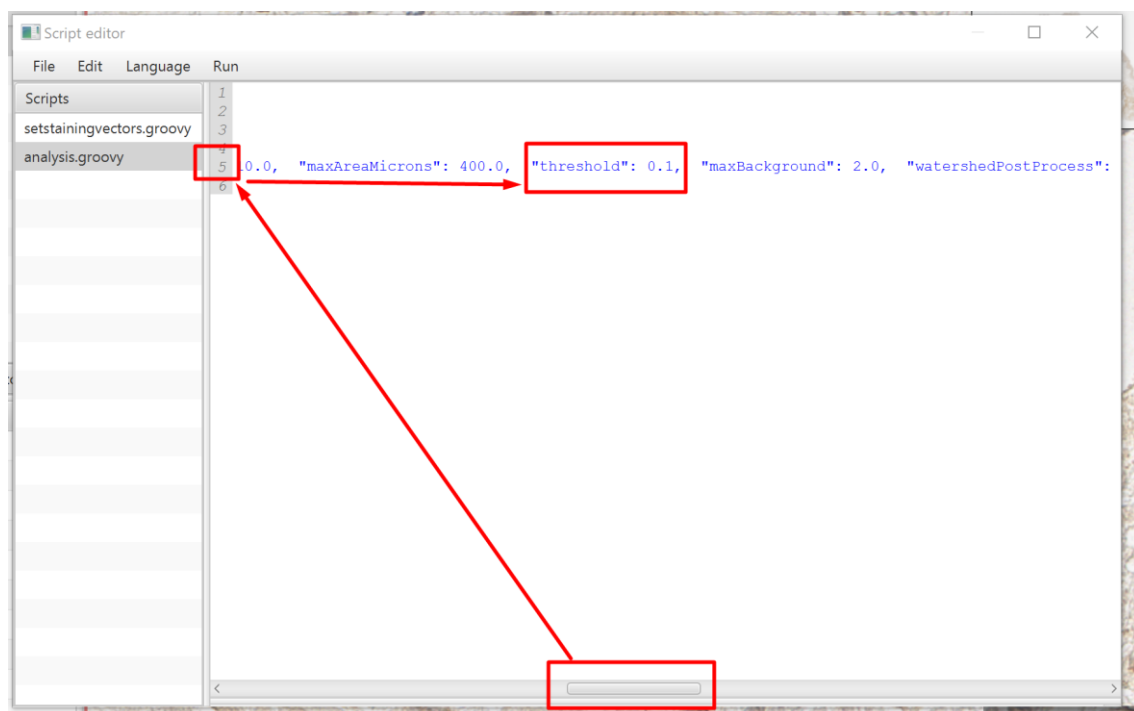 Script editor
File Edit Language Run
Scripts
setstainingvectors.groovy
analysis.groovy
1
2
3
4
5 10.0, "maxAreaMicrons": 400.0, "threshold": 0.1, "maxBackground": 2.0, "watershedPostProcess":
6